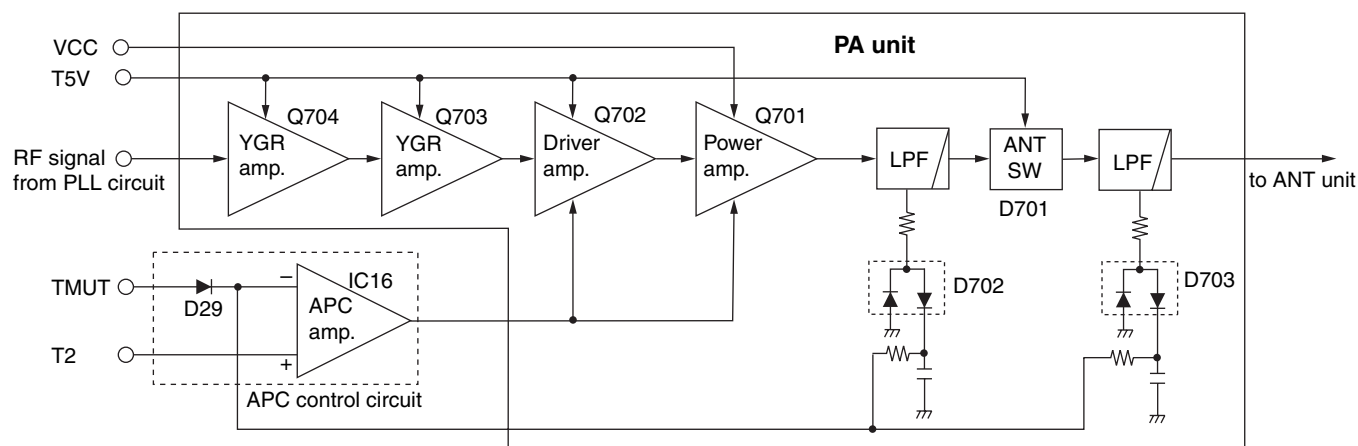 VCC
PA unit
T5V
Q704
Q703
Q702
Q701
YGR
amp.
YGR
amp.
Driver
amp.
Power
amp.
LPF
ANT
SW
LPF
RF signal
from PLL circuit
to ANT unit
D701
TMUT
D29
–
IC16
APC
amp.
D702
D703
T2
+
APC control circuit